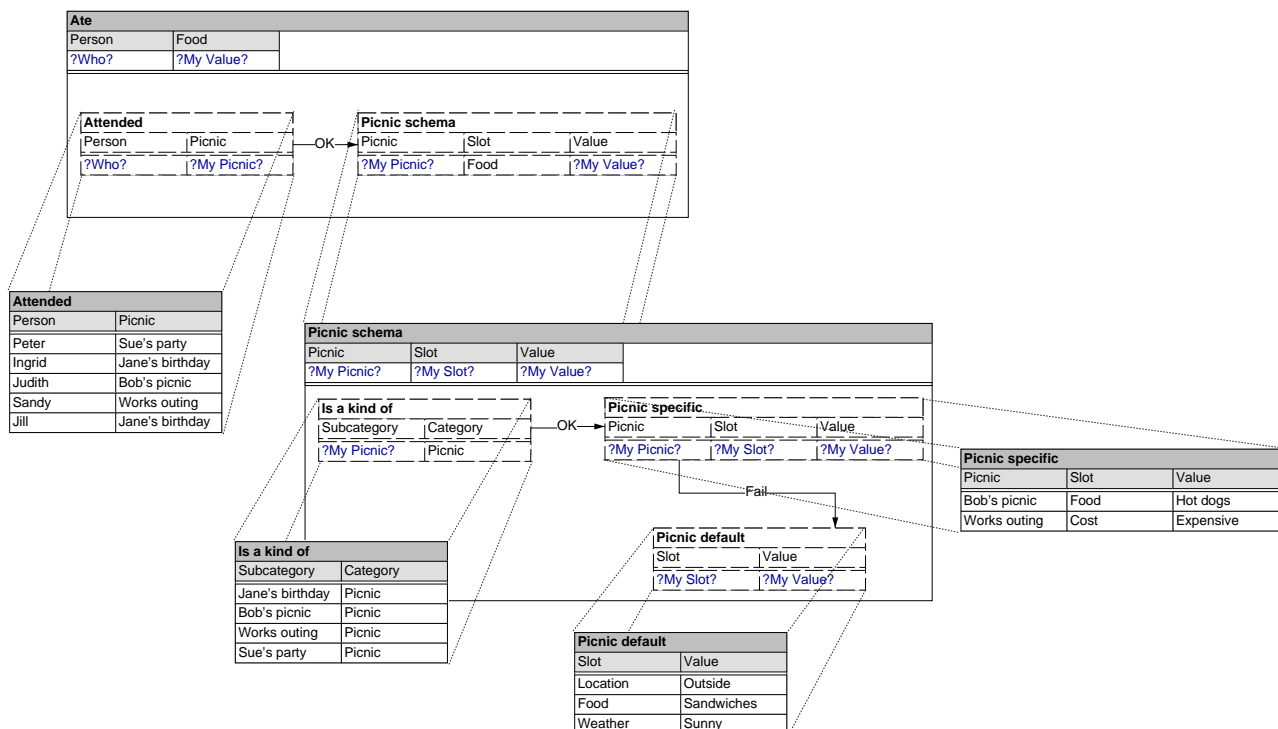 Ate
Person Food
?Who? ?My Value?
Attended
Person Picnic
?Who? ?My Picnic?
OK
Picnic schema
Picnic Slot Value
?My Picnic? Food ?My Value?
Attended
Person Picnic
Peter Sue's party
Ingrid Jane's birthday
Judith Bob's picnic
Sandy Works outing
Jill Jane's birthday
Picnic schema
Picnic Slot Value
?My Picnic? ?My Slot? ?My Value?
Is a kind of
Subcategory Category
?My Picnic? Picnic
OK
Picnic specific
Picnic Slot Value
?My Picnic? ?My Slot? ?My Value?
Fail
Picnic specific
Picnic Slot Value
Bob's picnic Food Hot dogs
Works outing Cost Expensive
Picnic default
Slot Value
?My Slot? ?My Value?
Is a kind of
Subcategory Category
Jane's birthday Picnic
Bob's picnic Picnic
Works outing Picnic
Sue's party Picnic
Picnic default
Slot Value
Location Outside
Food Sandwiches
Weather Sunny